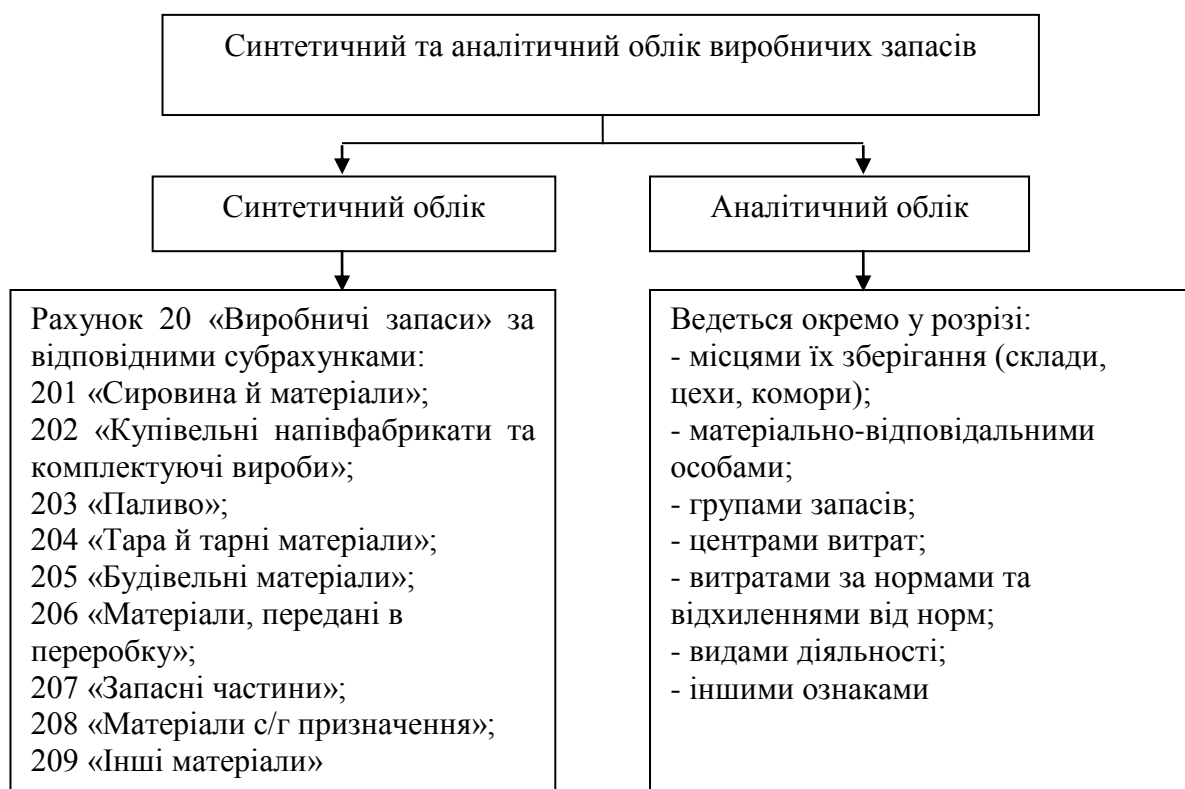 Синтетичний та аналітичний облік виробничих запасів
Синтетичний облік
Аналітичний облік
Рахунок 20 «Виробничі запаси» за
відповідними субрахунками:
201 «Сировина й матеріали»;
202 «Купівельні напівфабрикати та
комплектуючі вироби»;
203 «Паливо»;
204 «Тара й тарні матеріали»;
205 «Будівельні матеріали»;
206 «Матеріали, передані в
переробку»;
207 «Запасні частини»;
208 «Матеріали с/г призначення»;
209 «Інші матеріали»
Ведеться окремо у розрізі:
- місцями їх зберігання (склади,
цехи, комори);
- матеріально-відповідальними
особами;
- групами запасів;
- центрами витрат;
- витратами за нормами та
відхиленнями від норм;
- видами діяльності;
- іншими ознаками